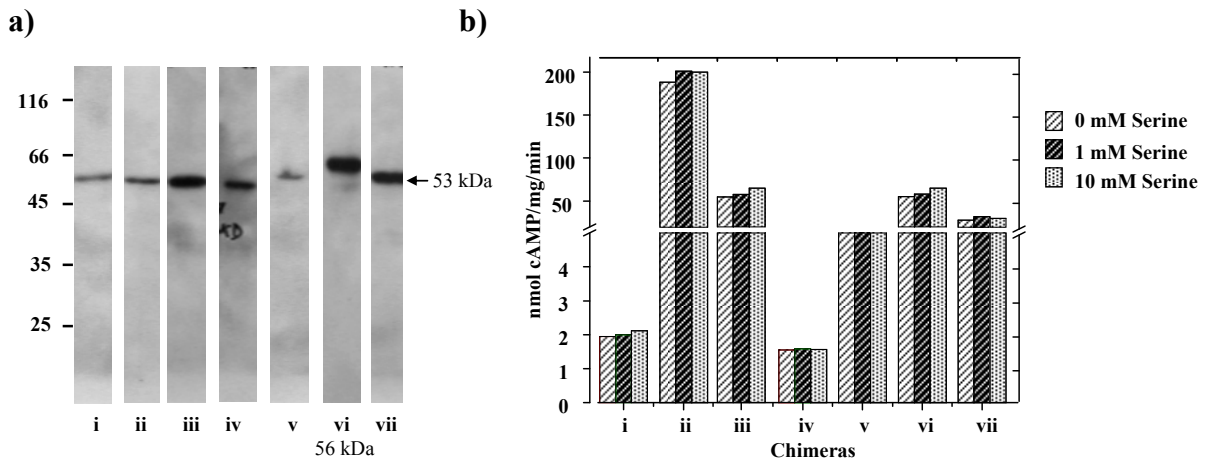 a)
116
66
45
35
25
53 kDa
KD
i ii iii iv v vi vii
56 kDa
b)
nmol cAMP/mg/min
200
150
100
50
4
3
2
1
0
i ii iii iv v vi vii
Chimeras
0 mM Serine
1 mM Serine
10 mM Serine